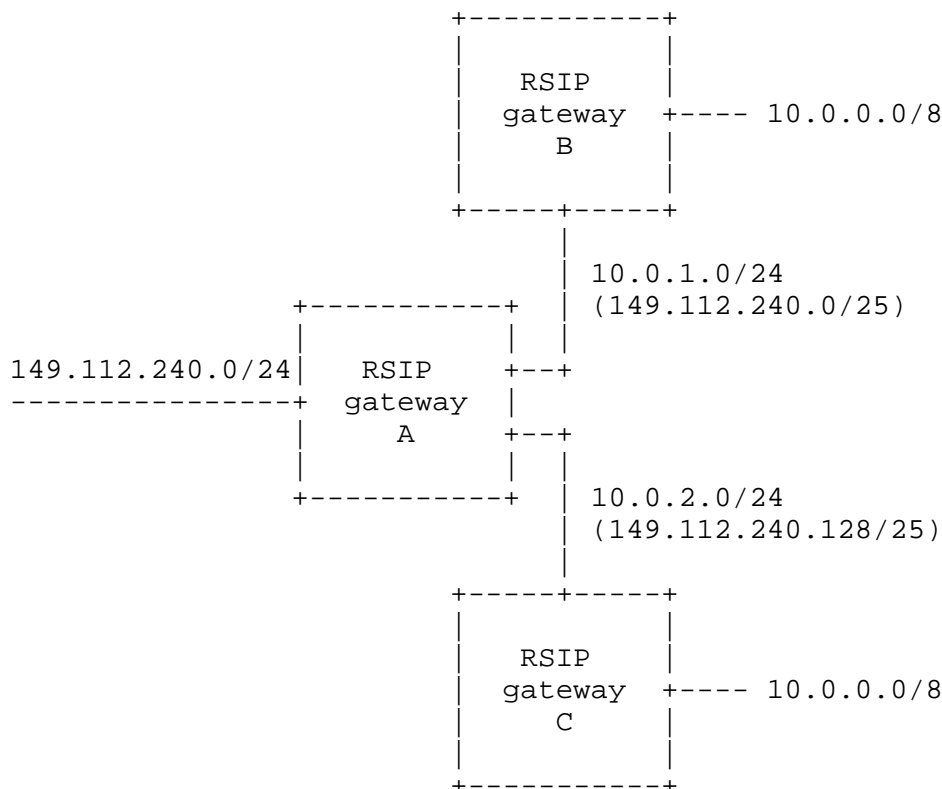 RSIP
gateway
B
10.0.0.0/8
10.0.1.0/24
(149.112.240.0/25)
149.112.240.0/24
RSIP
gateway
A
10.0.2.0/24
(149.112.240.128/25)
RSIP
gateway
C
10.0.0.0/8